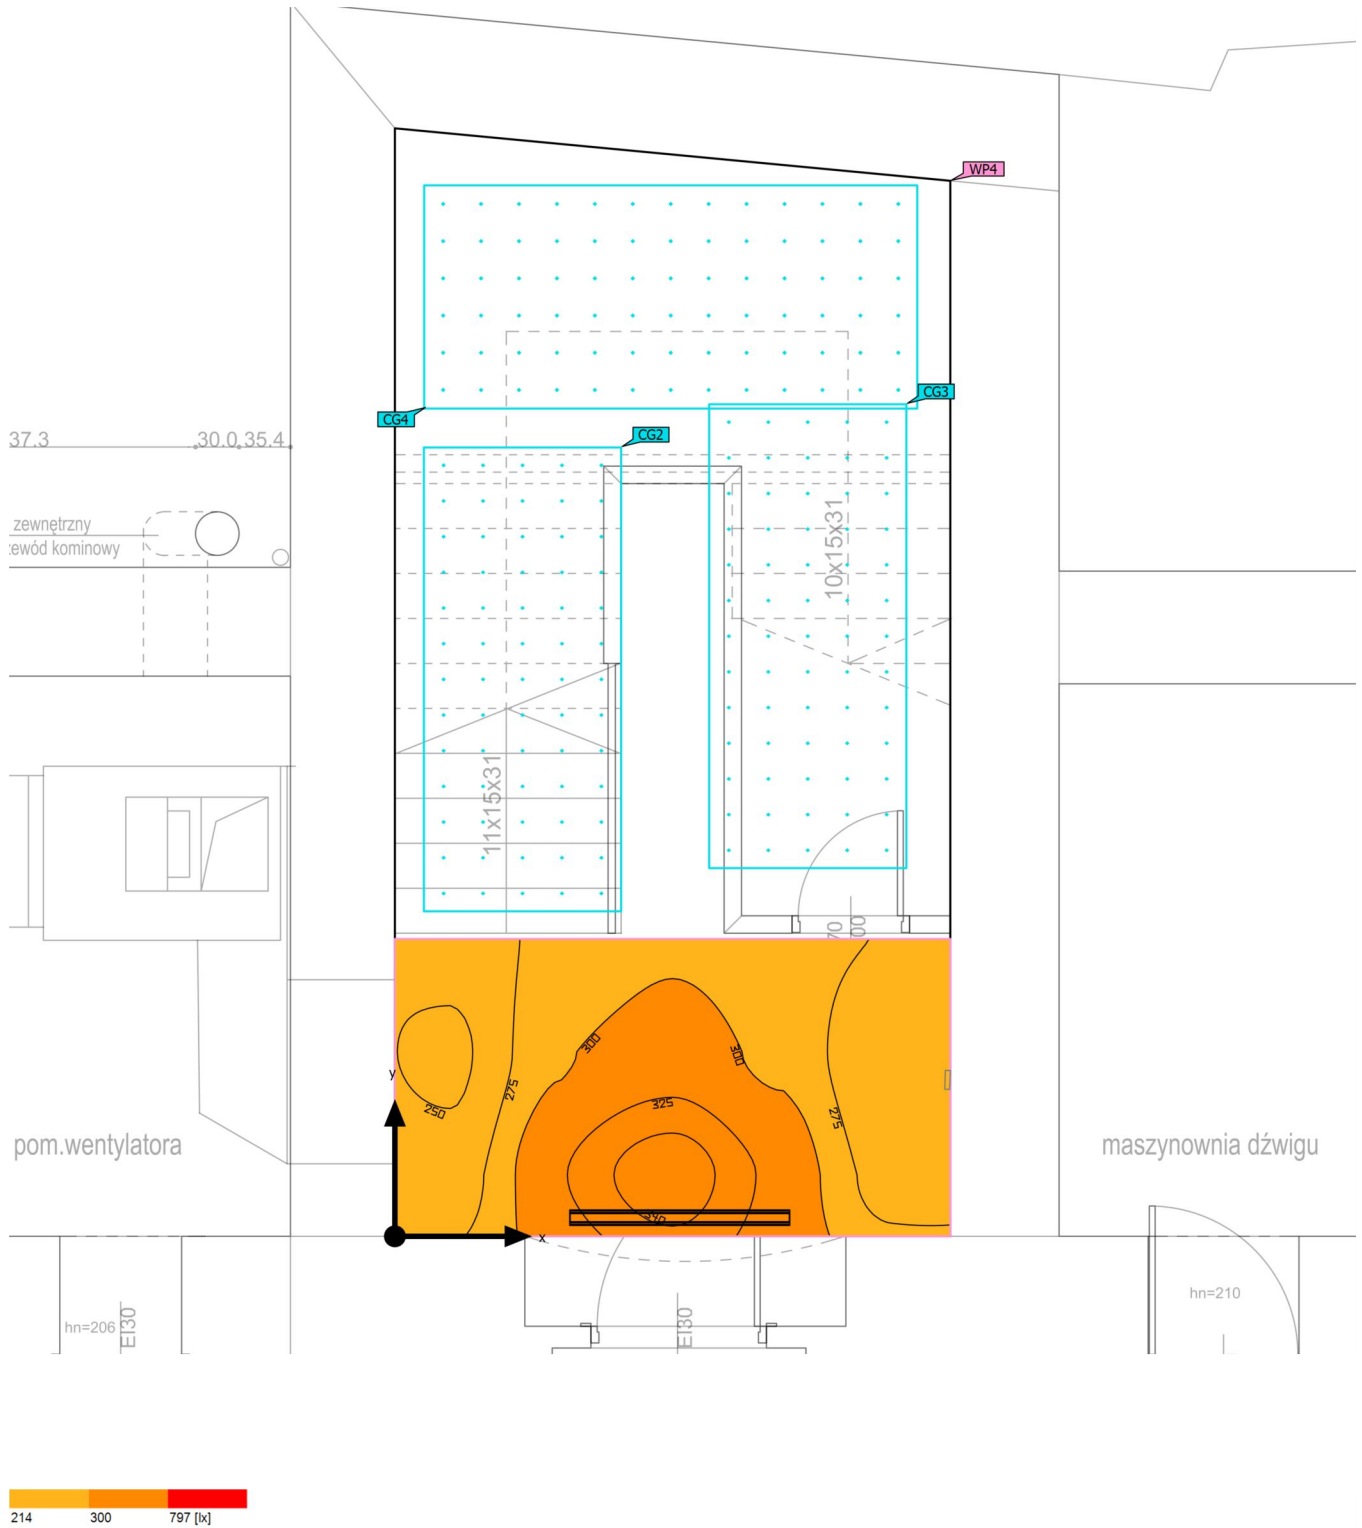 WP4
CG3
CG4
CG2
37.3
30.0
35.4
zewnętrzny
ewód kominowy
10x15x31
11x15x31
70
00
300
300
325
275
275
250
340
y
x
pom.wentylatora
maszynownia dźwigu
hn=206
EI30
EI30
hn=210
214 300 797 [lx]